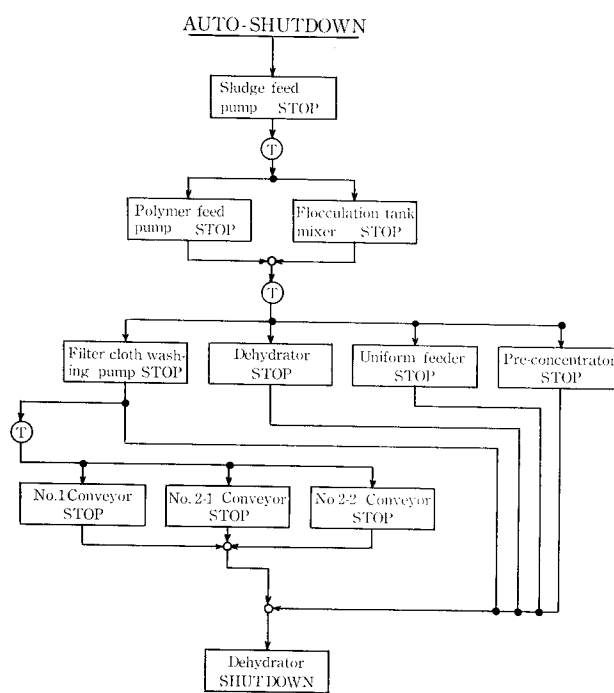 AUTO-SHUTDOWN
Sludge feed
pump STOP
T
Polymer feed
pump STOP
Flocculation tank
mixer STOP
T
Filter cloth wash-
ing pump STOP
Dehydrator
STOP
Uniform feeder
STOP
Pre-concentrator
STOP
T
No.1 Conveyor
STOP
No. 2-1 Conveyor
STOP
No 2-2 Conveyor
STOP
Dehydrator
SHUTDOWN